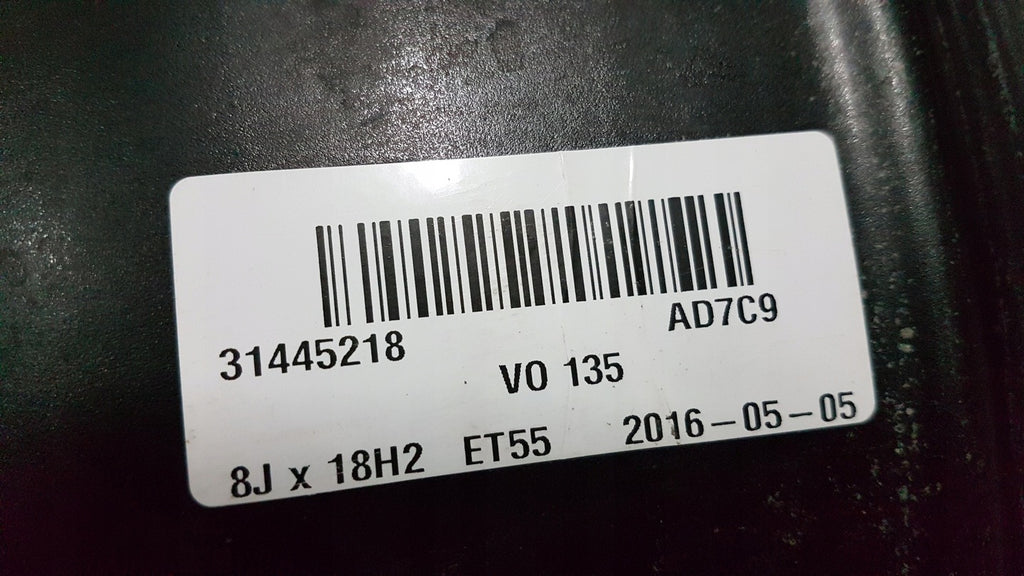 31445218 AD7C9
VO 135
8J x 18H2 ET55 2016-05-05